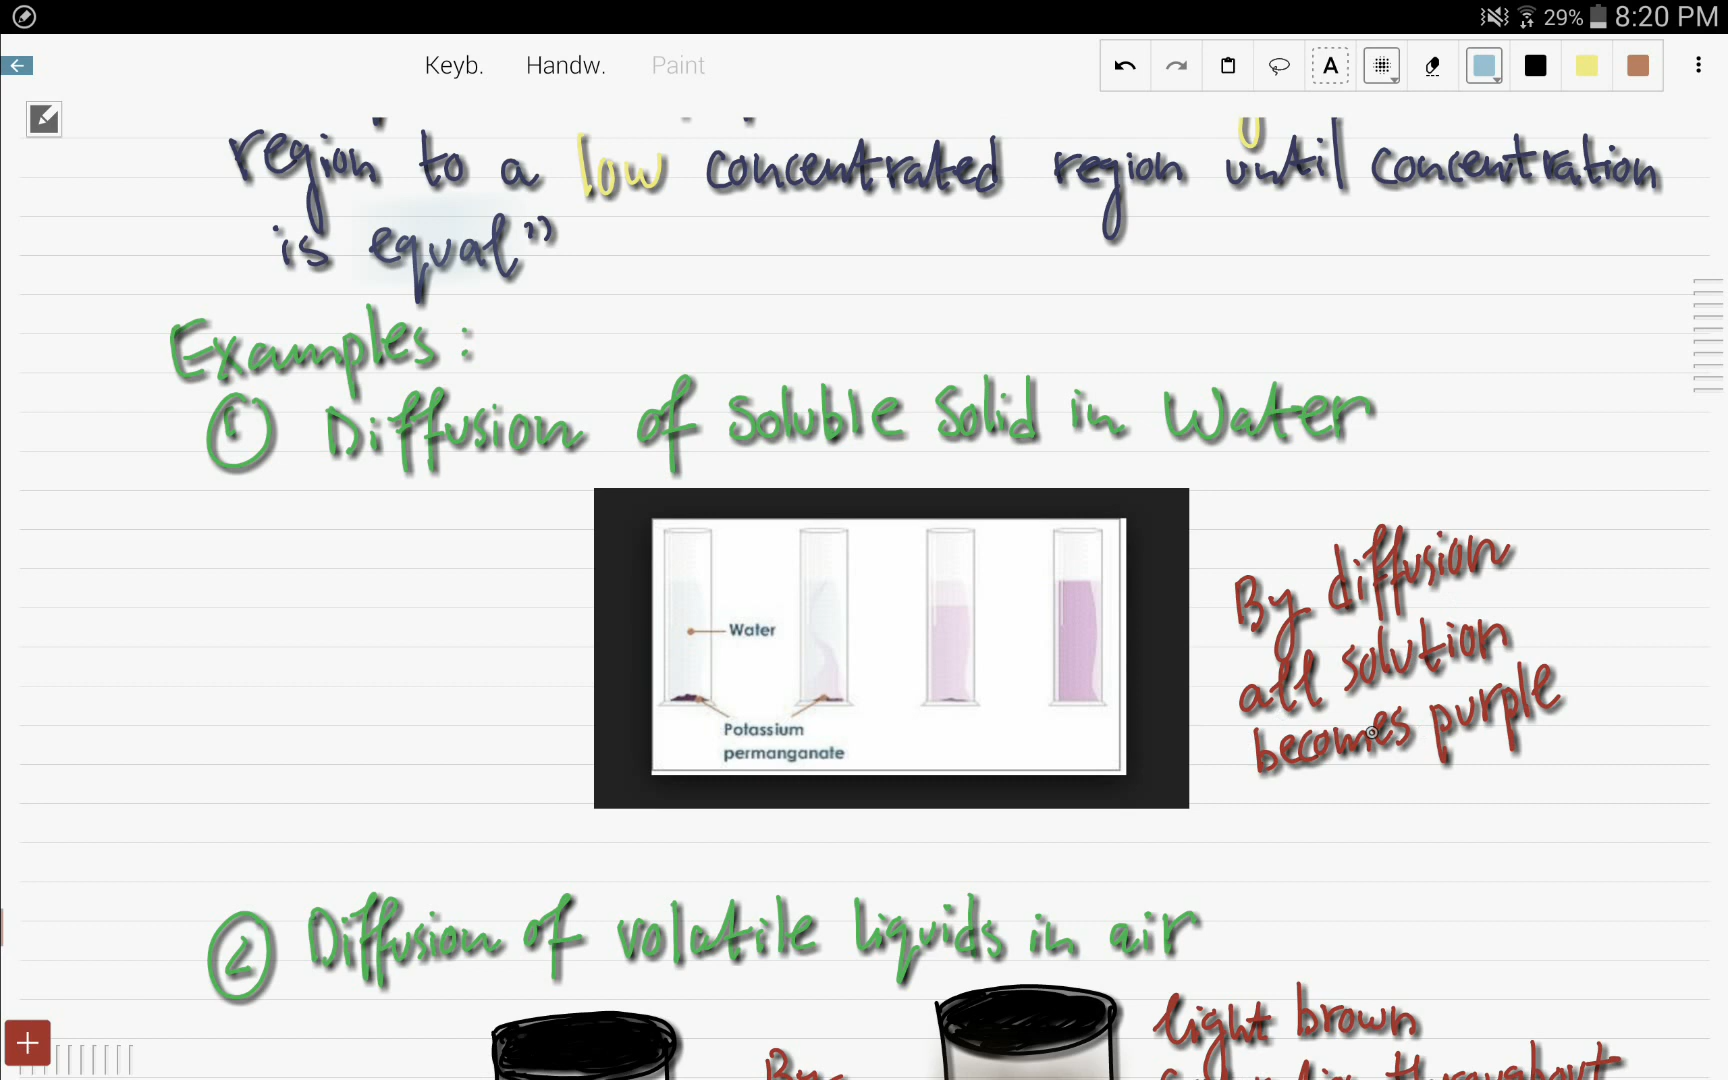 29% 8:20 PM
Keyb. Handw. Paint
A
region to a low concentrated region until concentration
is equal"
Examples:
① Diffusion of soluble solid in Water
Water
Potassium
permanganate
By diffusion
all solution
becomes purple
② Diffusion of volatile liquids in air
light brown
By
throughout